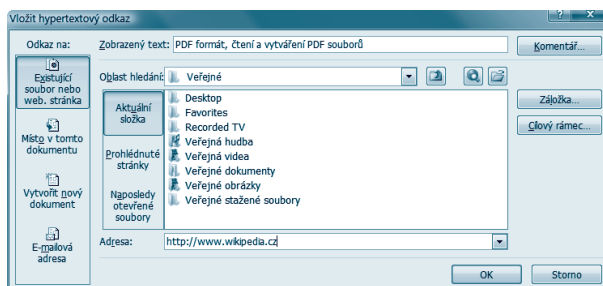 Vložit hypertextový odkaz
Odkaz na:
Zobrazený text: PDF formát, čtení a vytváření PDF souborů
Komentář...
Existující
soubor nebo
web. stránka
Oblast hledání: Veřejné
Záložka...
Cílový rámec...
Místo v tomto
dokumentu
Vytvořit nový
dokument
E-mailová
adresa
Aktuální
složka
Prohlédnuté
stránky
Naposledy
otevřené
soubory
Desktop
Favorites
Recorded TV
Veřejná hudba
Veřejná videa
Veřejné dokumenty
Veřejné obrázky
Veřejné stažené soubory
Adresa: http://www.wikipedia.cz
OK Storno